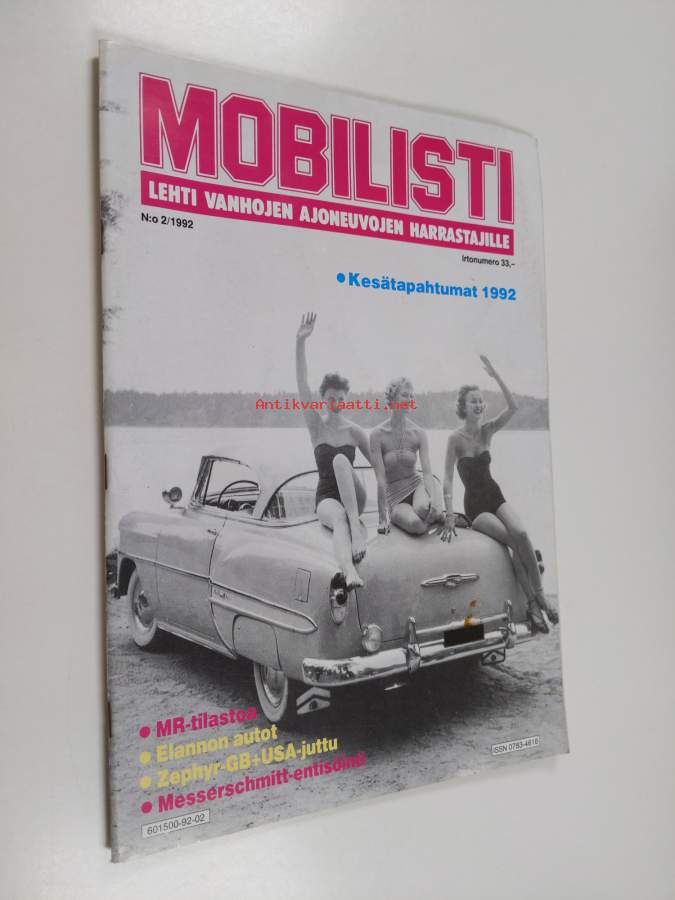 MOBILISTI
LEHTI VANHOJEN AJONEUVOJEN HARRASTAJILLE
N:o 2/1992
Irtonumero 33,–
• Kesätapahtumat 1992
Antikvariaatti.net
• MR-tilastoa
• Elannon autot
• Zephyr-GB+USA-juttu
• Messerschmitt-entisöinti
ISSN 0783-4616
601500-92-02